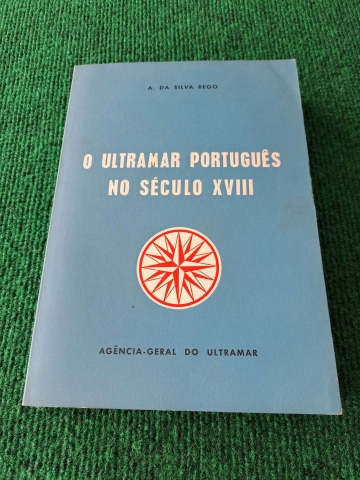 A. DA SILVA REGO
O ULTRAMAR PORTUGUÊS
NO SÉCULO XVIII
AGÊNCIA-GERAL DO ULTRAMAR